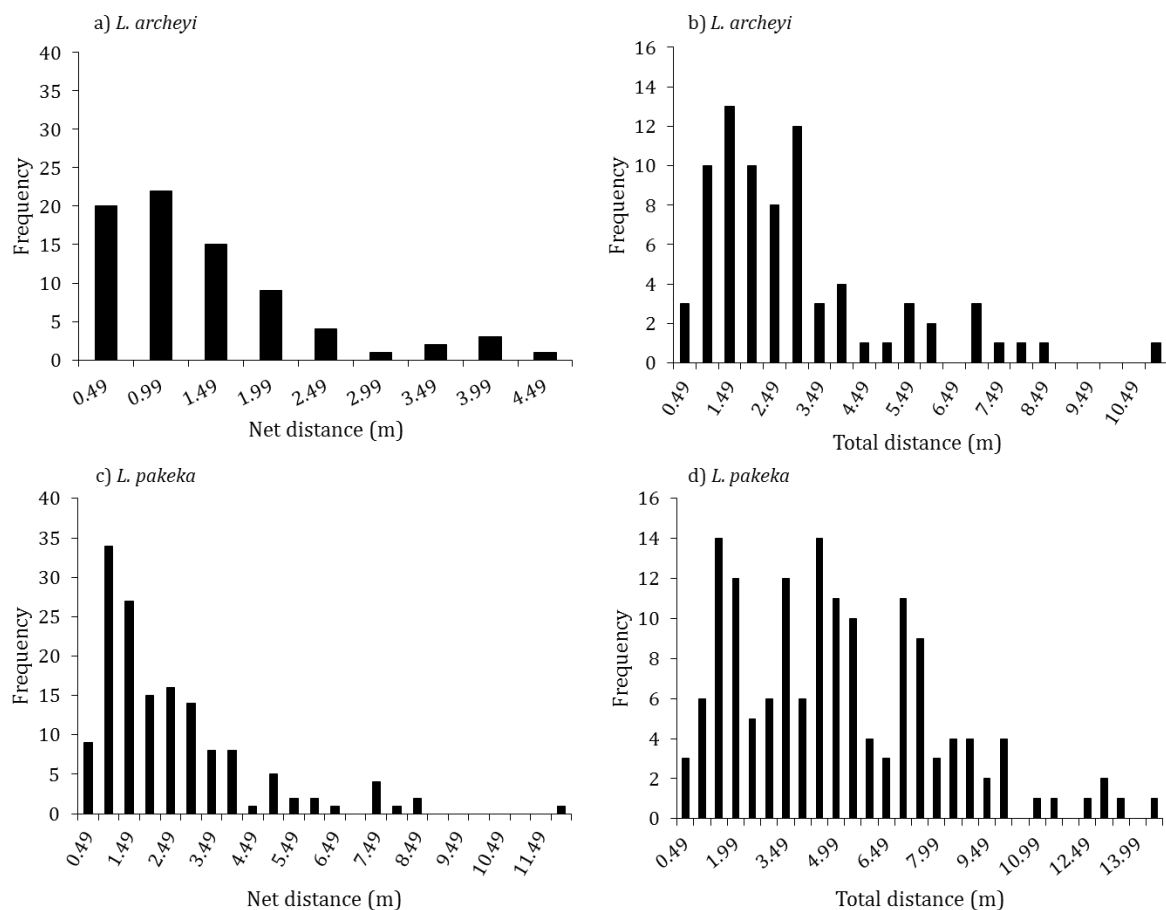 a) L. archeyi
40
35
30
25
20
15
10
5
0
Frequency
0.49 0.99 1.49 1.99 2.49 2.99 3.49 3.99 4.49
Net distance (m)
b) L. archeyi
16
14
12
10
8
6
4
2
0
Frequency
0.49 1.49 2.49 3.49 4.49 5.49 6.49 7.49 8.49 9.49 10.49
Total distance (m)
c) L. pakeka
40
35
30
25
20
15
10
5
0
Frequency
0.49 1.49 2.49 3.49 4.49 5.49 6.49 7.49 8.49 9.49 10.49 11.49
Net distance (m)
d) L. pakeka
16
14
12
10
8
6
4
2
0
Frequency
0.49 1.99 3.49 4.99 6.49 7.99 9.49 10.99 12.49 13.99
Total distance (m)